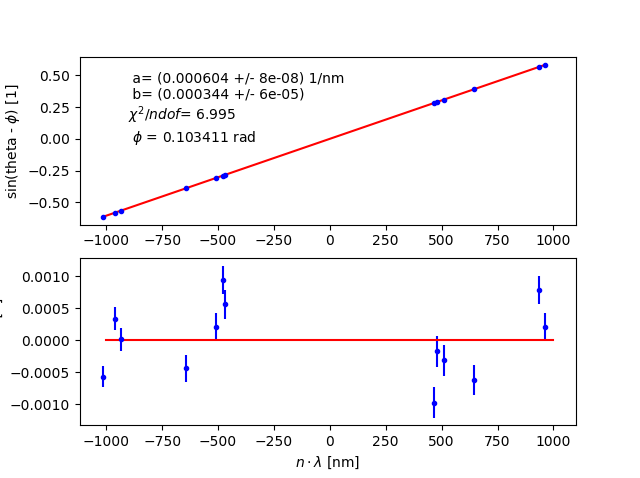 a= (0.000604 +/- 8e-08) 1/nm
b= (0.000344 +/- 6e-05)
χ²/ndof= 6.995
ϕ = 0.103411 rad
sin(theta - ϕ) [1]
0.50
0.25
0.00
−0.25
−0.50
−1000 −750 −500 −250 0 250 500 750 1000
0.0010
0.0005
0.0000
−0.0005
−0.0010
−1000 −750 −500 −250 0 250 500 750 1000
n · λ [nm]